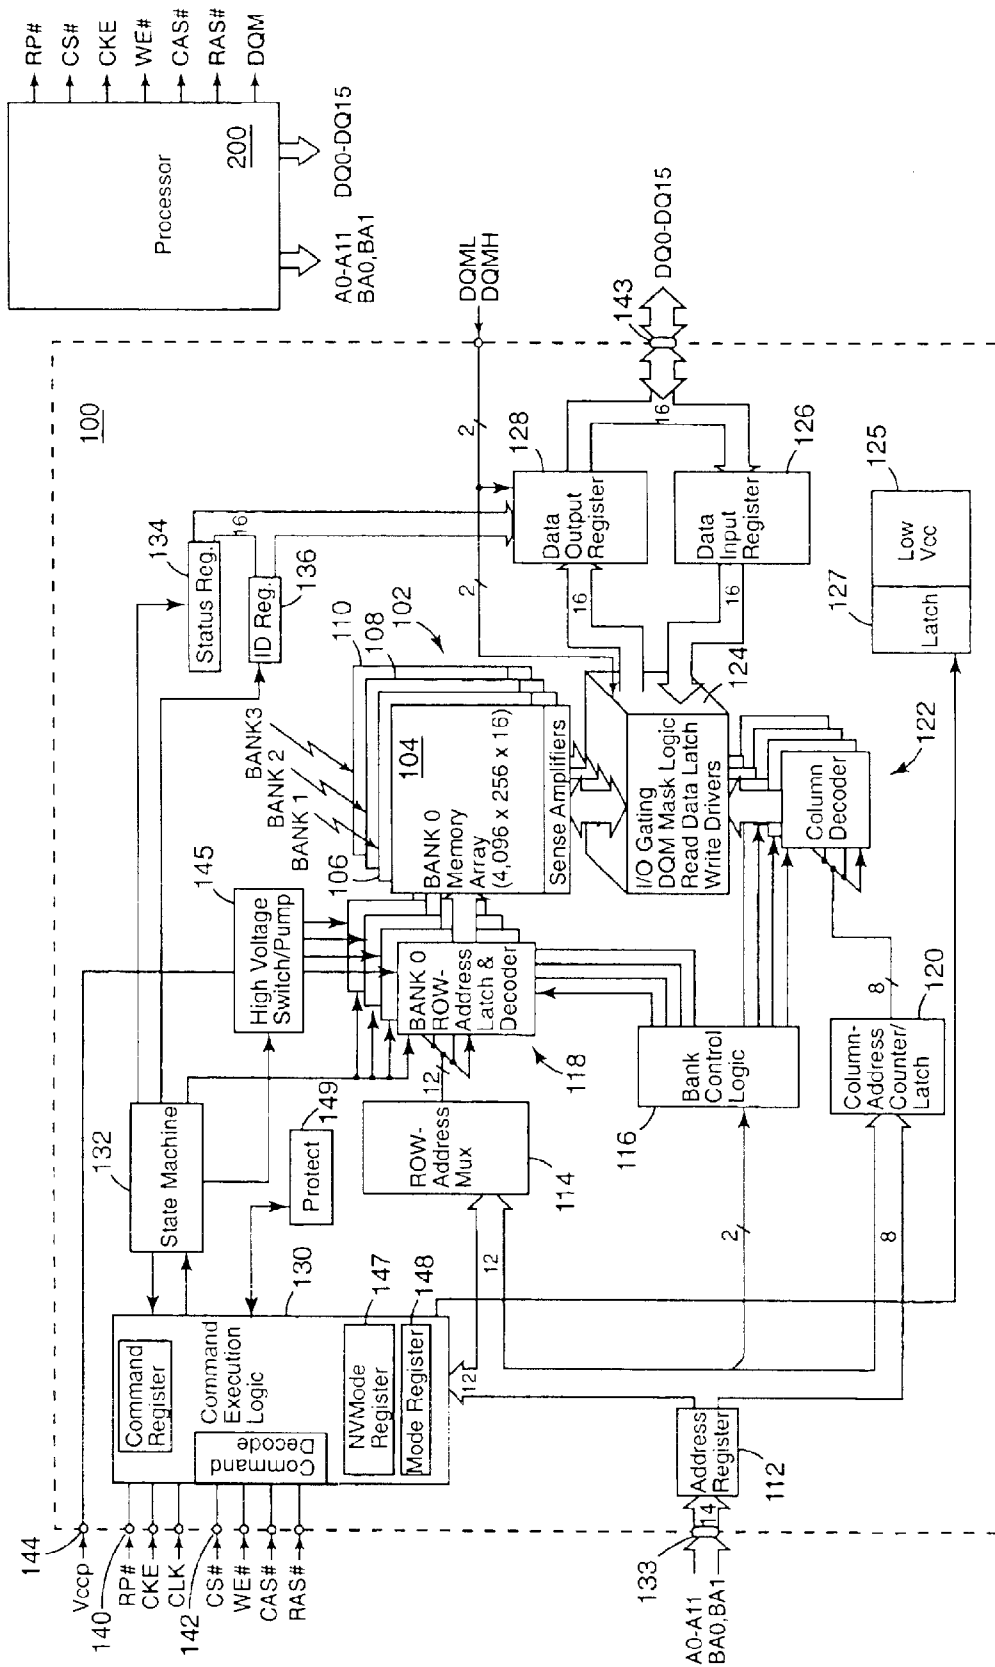 RP#
CS#
CKE
WE#
CAS#
RAS#
DQM
Processor
200
A0-A11
BA0,BA1
DQ0-DQ15
100
144
Vccp
RP#
140
CKE
CLK
142
CS#
WE#
CAS#
RAS#
Command
Register
Command
Execution
Logic
Command
Decode
NVMode
Register
Mode Register
130
147
148
132
State Machine
149
Protect
145
High Voltage
Switch/Pump
134
Status Reg.
16
ID Reg.
136
BANK3
BANK 2
BANK 1
110
108
102
106
104
BANK 0
Memory
Array
(4,096 x 256 x 16)
Sense Amplifiers
BANK 0
ROW-
Address
Latch &
Decoder
118
12
ROW-
Address
Mux
114
12
12
2
2
DQML
DQMH
128
Data
Output
Register
16
16
143
DQ0-DQ15
Data
Input
Register
126
16
I/O Gating
DQM Mask Logic
Read Data Latch
Write Drivers
124
Column
Decoder
122
Bank
Control
Logic
116
2
8
8
Column-
Address
Counter/
Latch
120
127
Latch
Low
Vcc
125
A0-A11
BA0,BA1
133
14
Address
Register
112